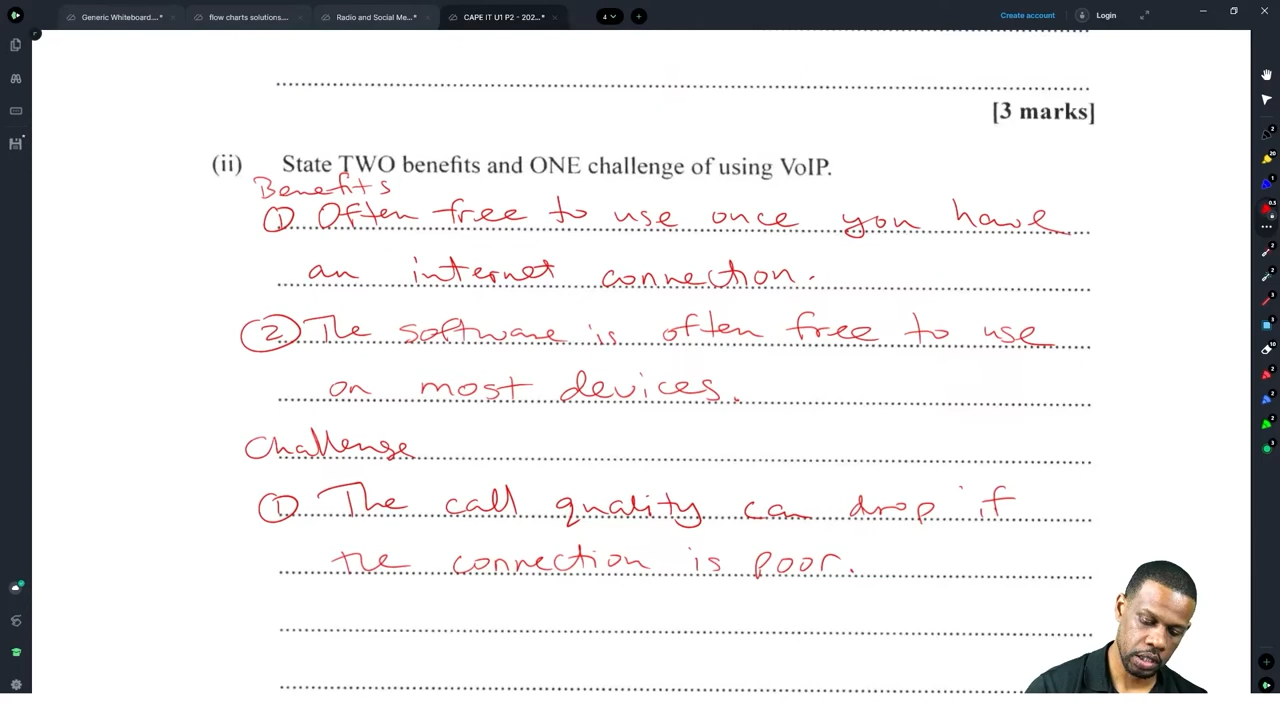 Generic Whiteboard....*
flow charts solutions....
Radio and Social Me...*
CAPE IT U1 P2 - 202...*
4
Create account
Login
[3 marks]
(ii) State TWO benefits and ONE challenge of using VoIP.
Benefits
① Often free to use once you have
an internet connection.
② The software is often free to use
on most devices.
Challenge
① The call quality can drop if
the connection is poor.